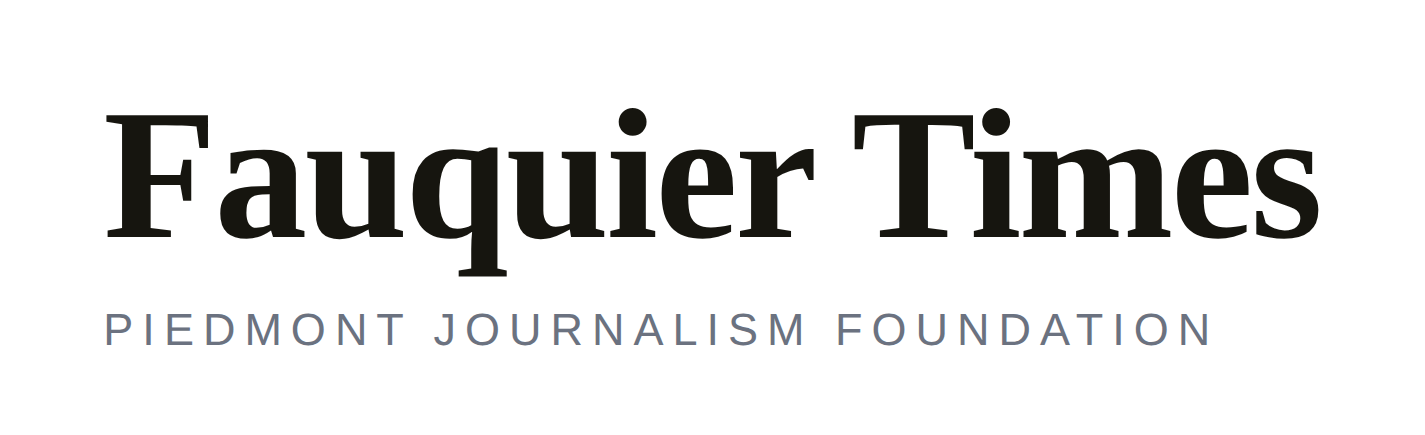 Fauquier Times
PIEDMONT JOURNALISM FOUNDATION